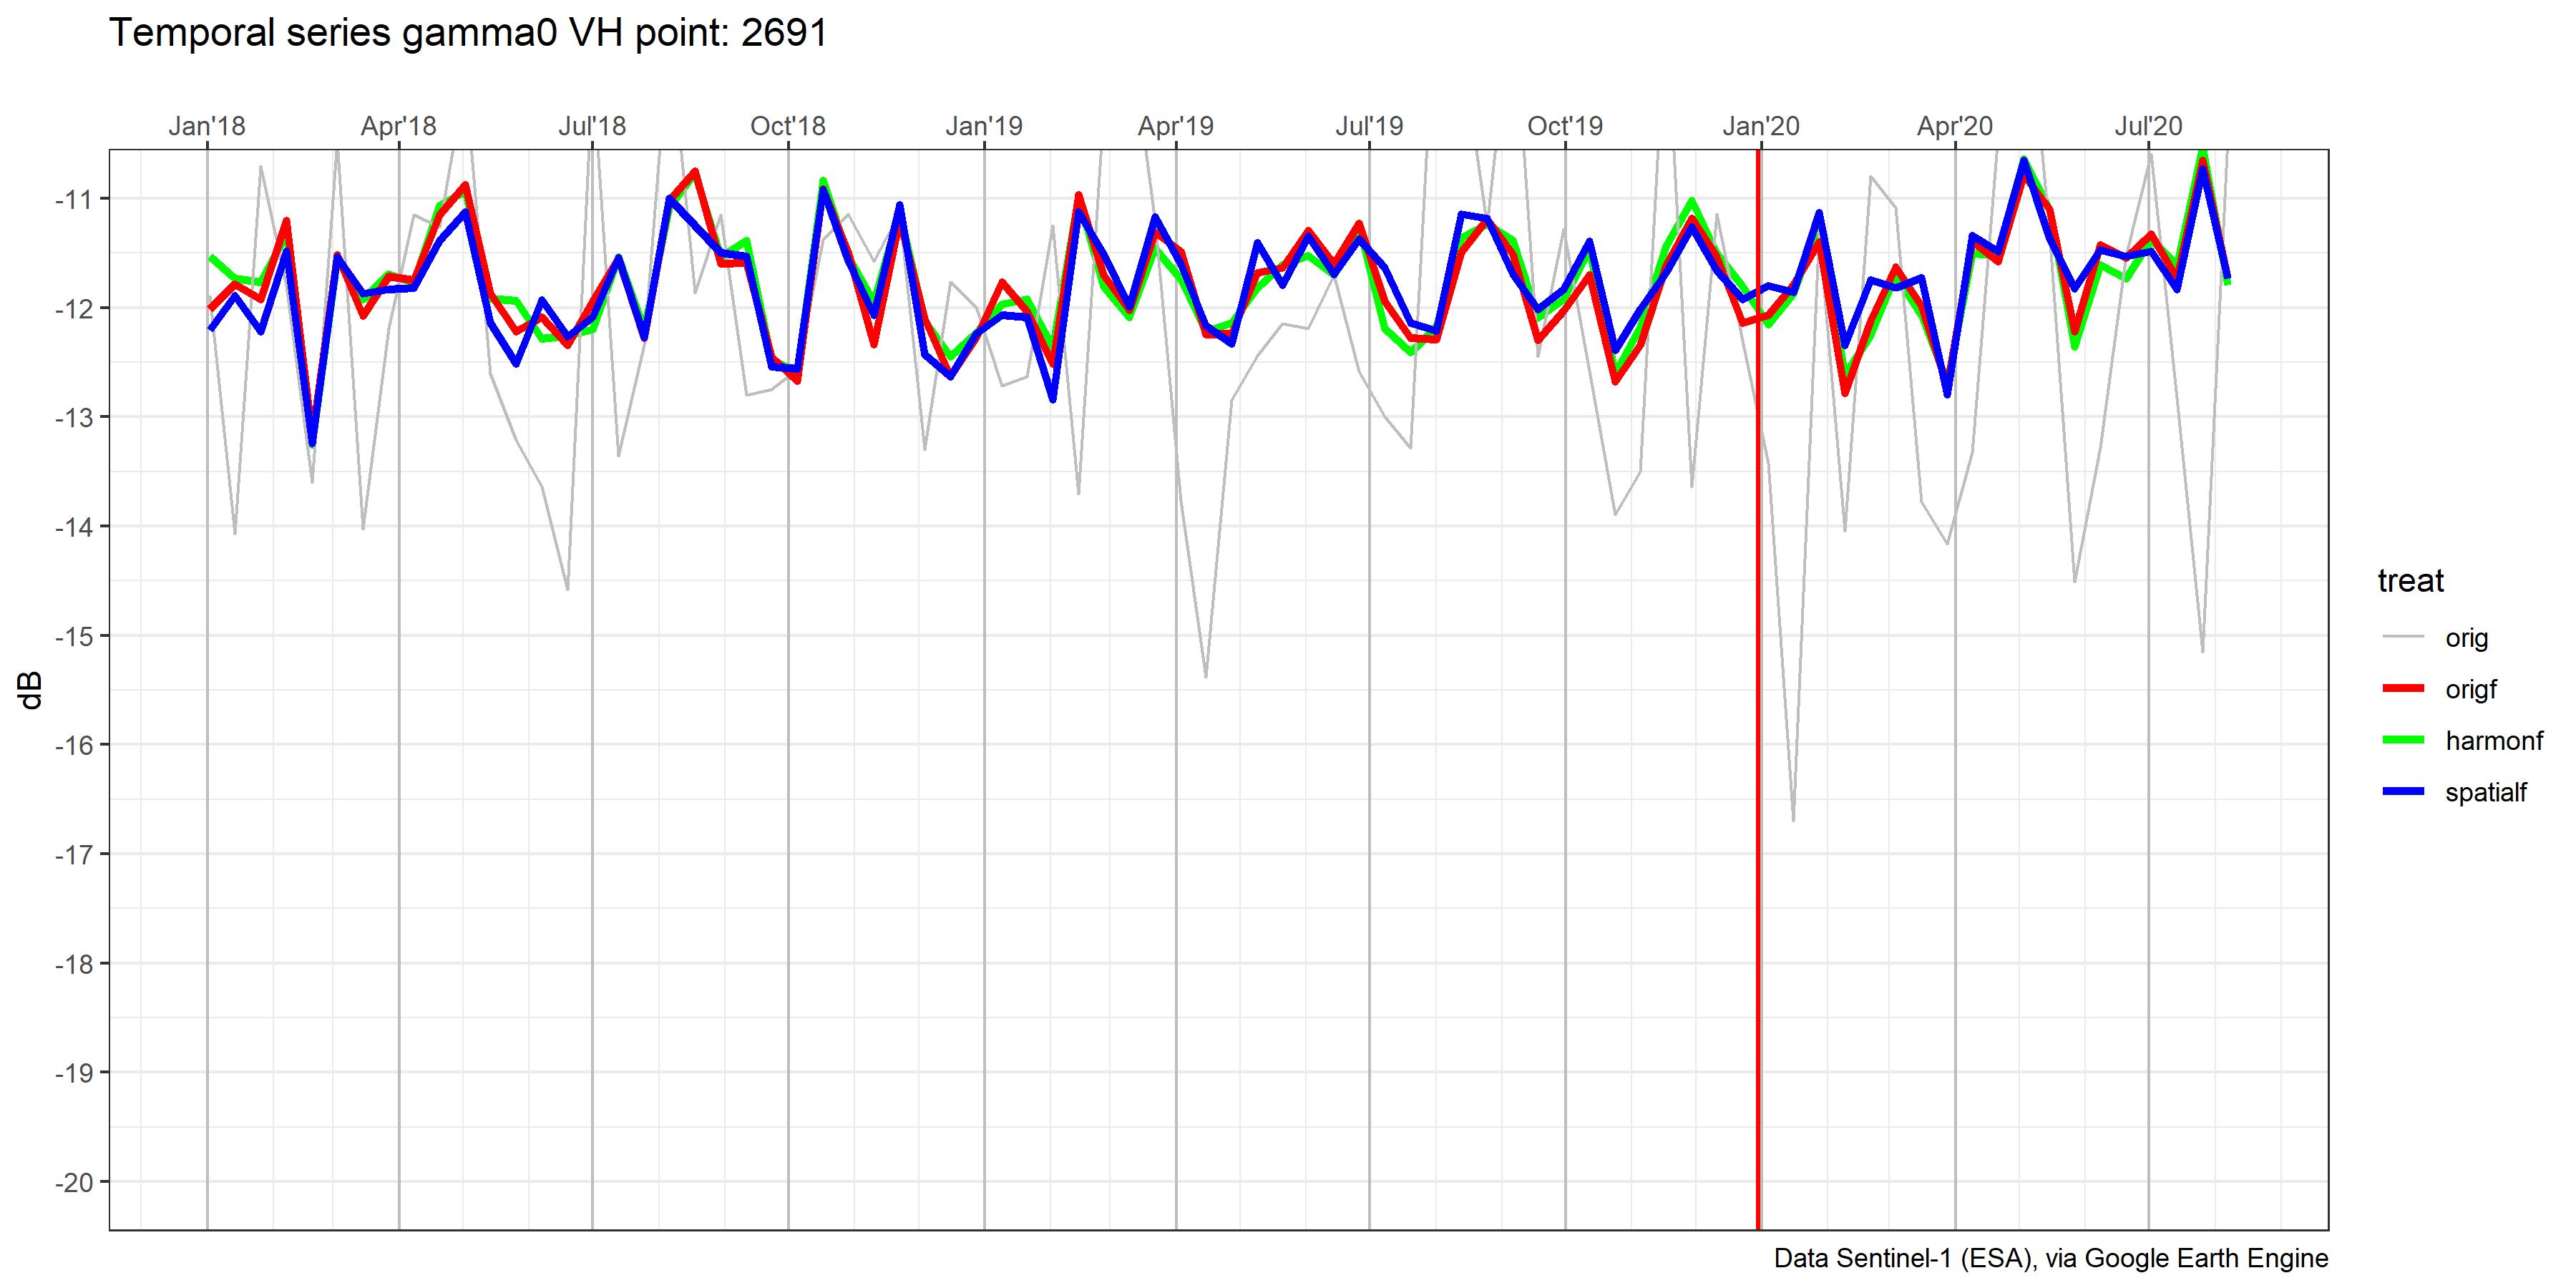 Temporal series gamma0 VH point: 2691
Jan'18 Apr'18 Jul'18 Oct'18 Jan'19 Apr'19 Jul'19 Oct'19 Jan'20 Apr'20 Jul'20
-11
-12
-13
-14
-15
-16
-17
-18
-19
-20
dB
treat
orig
origf
harmonf
spatialf
Data Sentinel-1 (ESA), via Google Earth Engine